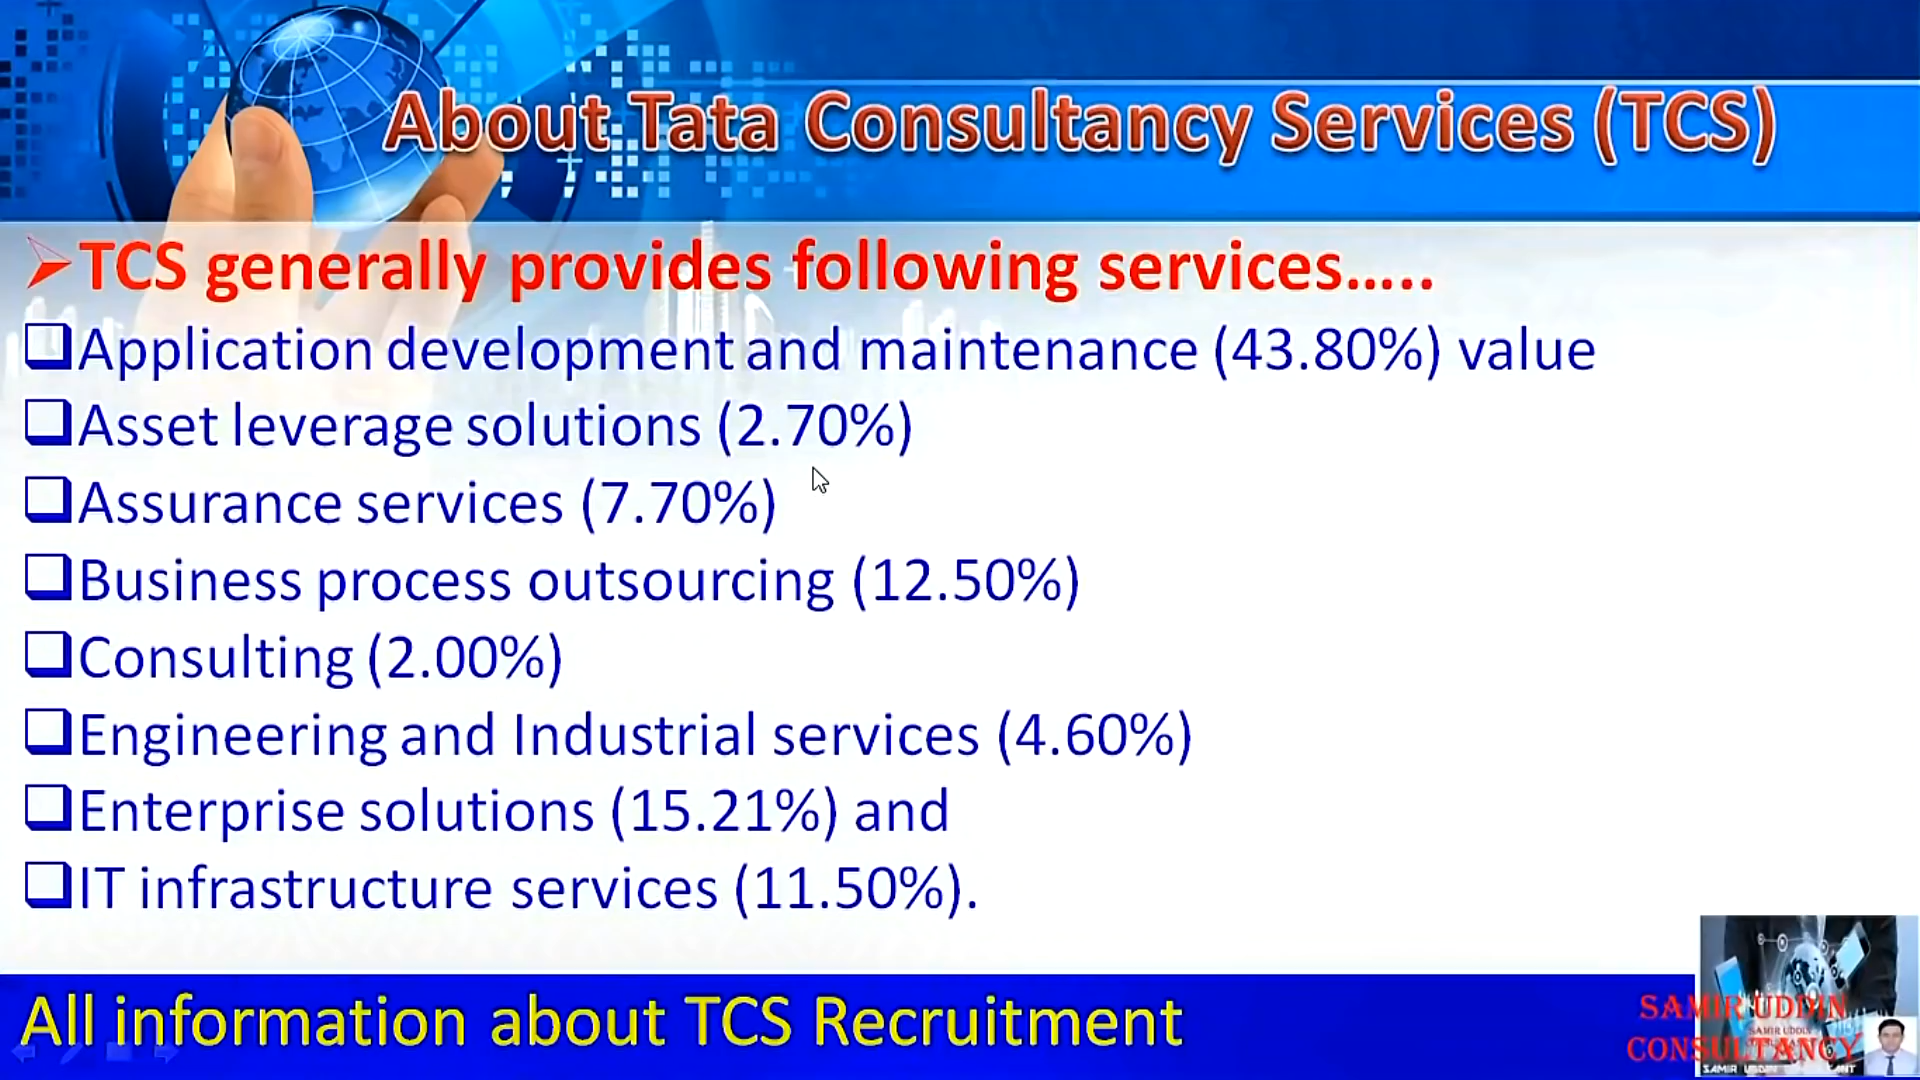 About Tata Consultancy Services (TCS)
TCS generally provides following services.....
Application development and maintenance (43.80%) value
Asset leverage solutions (2.70%)
Assurance services (7.70%)
Business process outsourcing (12.50%)
Consulting (2.00%)
Engineering and Industrial services (4.60%)
Enterprise solutions (15.21%) and
IT infrastructure services (11.50%).
All information about TCS Recruitment
SAMIR UDDIN
CONSULTANCY
SAMIR UDDIN